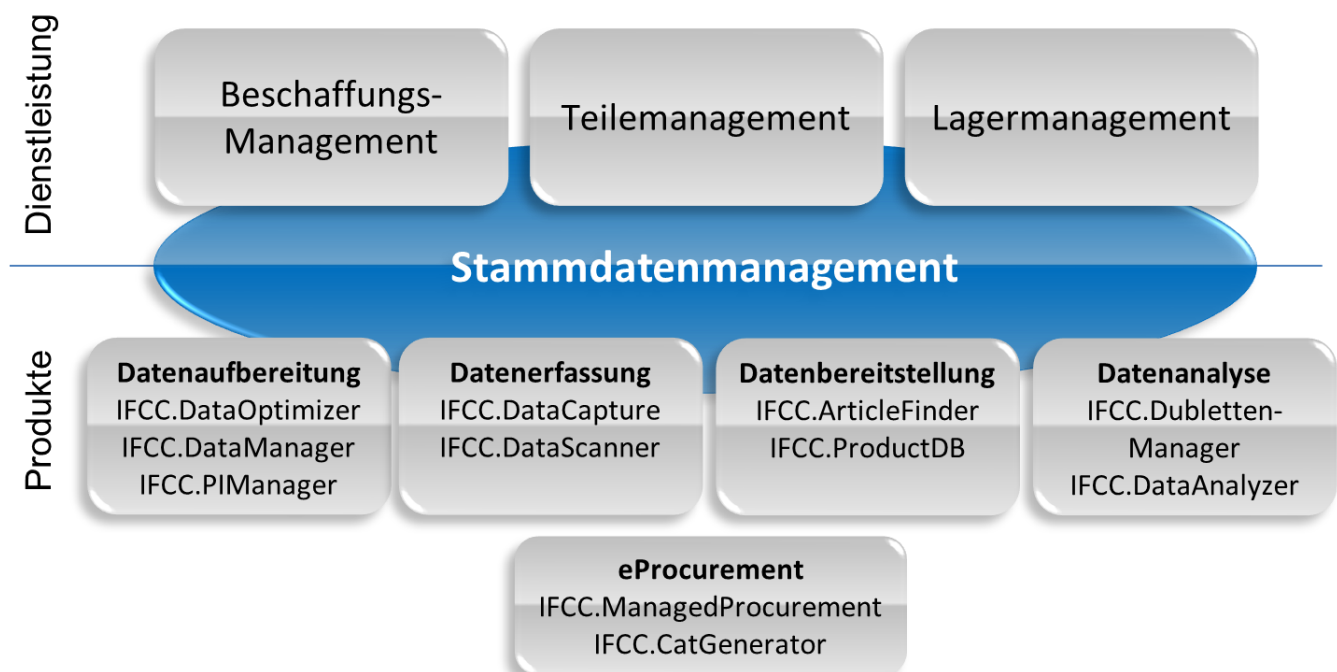 Dienstleistung
Beschaffungs-
Management
Teilemanagement
Lagermanagement
Stammdatenmanagement
Produkte
Datenaufbereitung
IFCC.DataOptimizer
IFCC.DataManager
IFCC.PIManager
Datenerfassung
IFCC.DataCapture
IFCC.DataScanner
Datenbereitstellung
IFCC.ArticleFinder
IFCC.ProductDB
Datenanalyse
IFCC.Dubletten-
Manager
IFCC.DataAnalyzer
eProcurement
IFCC.ManagedProcurement
IFCC.CatGenerator